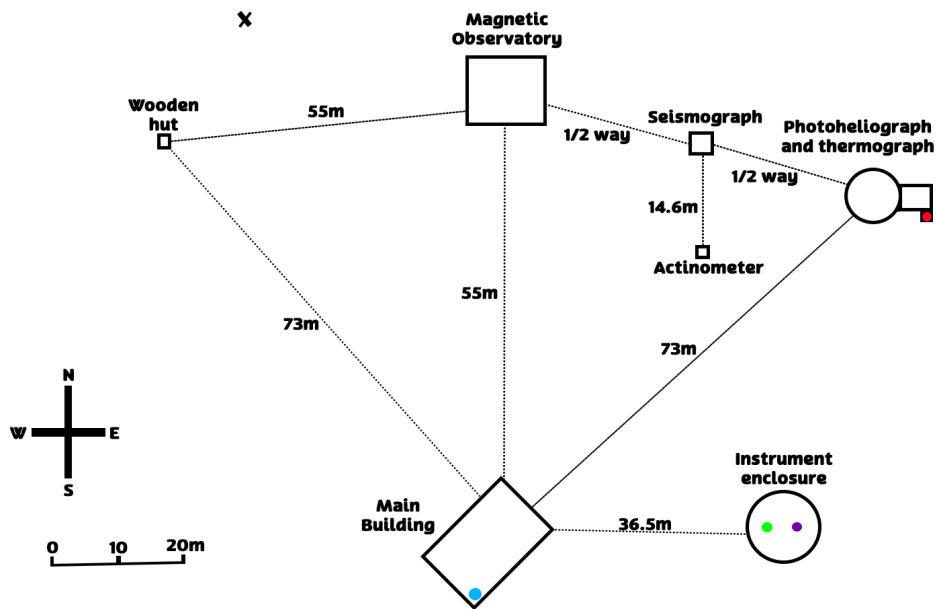 x
Magnetic
Observatory
Wooden
hut
55m
Seismograph
1/2 way
Photoheliograph
and thermograph
1/2 way
14.6m
Actinometer
55m
73m
73m
N
W E
S
Instrument
enclosure
Main
Building
36.5m
0 10 20m